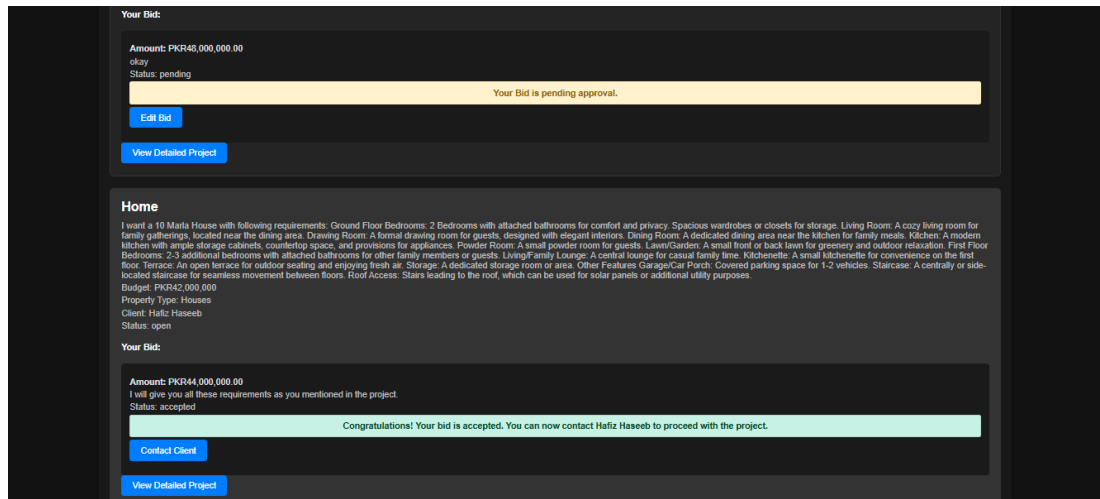 Your Bid:
Amount: PKR48,000,000.00
okay
Status: pending
Your Bid is pending approval.
Edit Bid
View Detailed Project
Home
I want a 10 Marla House with following requirements: Ground Floor Bedrooms: 2 Bedrooms with attached bathrooms for comfort and privacy. Spacious wardrobes or closets for storage. Living Room: A cozy living room for
family gatherings, located near the dining area. Drawing Room: A formal drawing room for guests, designed with elegant interiors. Dining Room: A dedicated dining area near the kitchen for family meals. Kitchen: A modern
kitchen with ample storage cabinets, countertop space, and provisions for appliances. Powder Room: A small powder room for guests. Lawn/Garden: A small front or back lawn for greenery and outdoor relaxation. First Floor
Bedrooms: 2-3 additional bedrooms with attached bathrooms for other family members or guests. Living/Family Lounge: A central lounge for casual family time. Kitchenette: A small kitchenette for convenience on the first
floor. Terrace: An open terrace for outdoor seating and enjoying fresh air. Storage: A dedicated storage room or area. Other Features Garage/Car Porch: Covered parking space for 1-2 vehicles. Staircase: A centrally or side-
located staircase for seamless movement between floors. Roof Access: Stairs leading to the roof, which can be used for solar panels or additional utility purposes.
Budget: PKR42,000,000
Property Type: Houses
Client: Hafiz Haseeb
Status: open
Your Bid:
Amount: PKR44,000,000.00
I will give you all these requirements as you mentioned in the project.
Status: accepted
Congratulations! Your bid is accepted. You can now contact Hafiz Haseeb to proceed with the project.
Contact Client
View Detailed Project